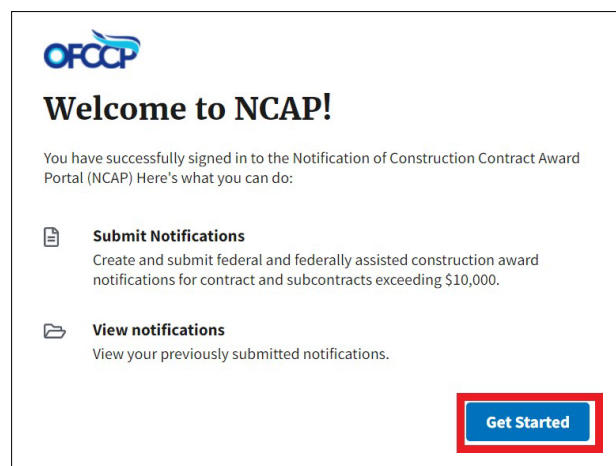 OFCCP
Welcome to NCAP!
You have successfully signed in to the Notification of Construction Contract Award
Portal (NCAP) Here's what you can do:
Submit Notifications
Create and submit federal and federally assisted construction award
notifications for contract and subcontracts exceeding $10,000.
View notifications
View your previously submitted notifications.
Get Started